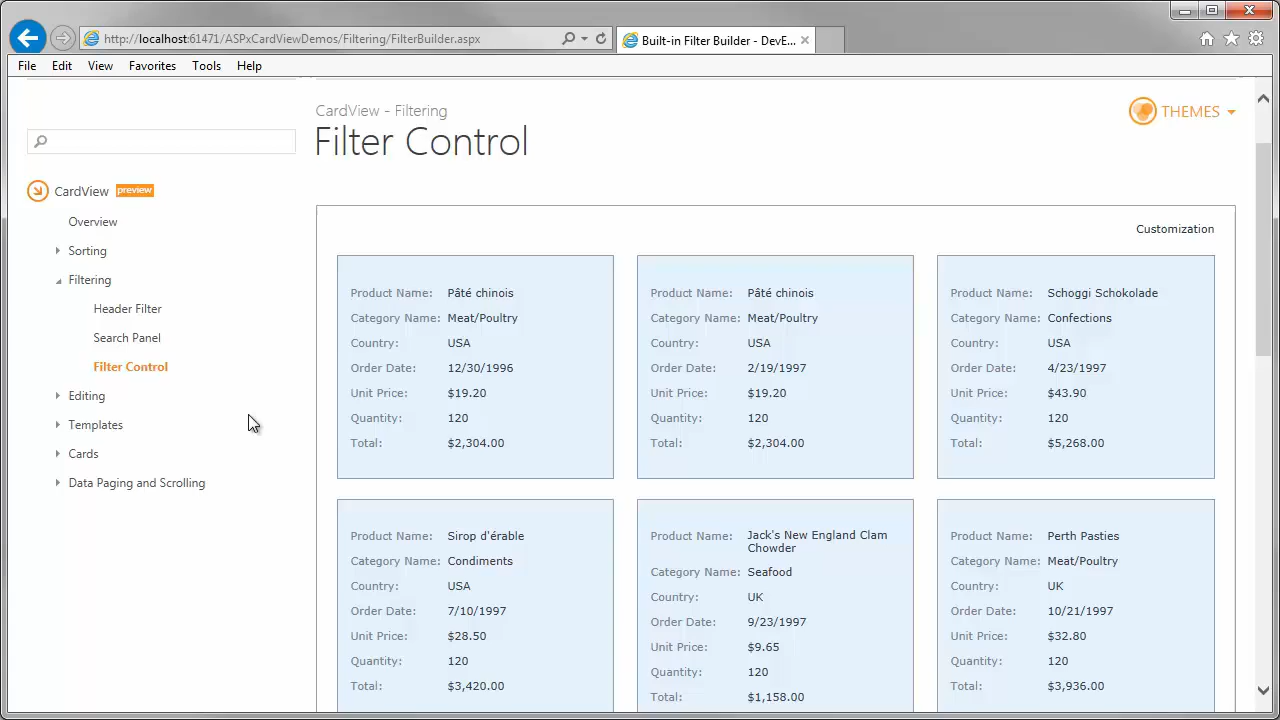 http://localhost:61471/ASPxCardViewDemos/Filtering/FilterBuilder.aspx
Built-in Filter Builder - DevE...
File Edit View Favorites Tools Help
CardView - Filtering
Filter Control
THEMES
CardView preview
Overview
Sorting
Filtering
Header Filter
Search Panel
Filter Control
Editing
Templates
Cards
Data Paging and Scrolling
Customization
Product Name: Pâté chinois
Category Name: Meat/Poultry
Country: USA
Order Date: 12/30/1996
Unit Price: $19.20
Quantity: 120
Total: $2,304.00
Product Name: Pâté chinois
Category Name: Meat/Poultry
Country: USA
Order Date: 2/19/1997
Unit Price: $19.20
Quantity: 120
Total: $2,304.00
Product Name: Schoggi Schokolade
Category Name: Confections
Country: USA
Order Date: 4/23/1997
Unit Price: $43.90
Quantity: 120
Total: $5,268.00
Product Name: Sirop d'érable
Category Name: Condiments
Country: USA
Order Date: 7/10/1997
Unit Price: $28.50
Quantity: 120
Total: $3,420.00
Product Name: Jack's New England Clam
Chowder
Category Name: Seafood
Country: UK
Order Date: 9/23/1997
Unit Price: $9.65
Quantity: 120
Total: $1,158.00
Product Name: Perth Pasties
Category Name: Meat/Poultry
Country: UK
Order Date: 10/21/1997
Unit Price: $32.80
Quantity: 120
Total: $3,936.00